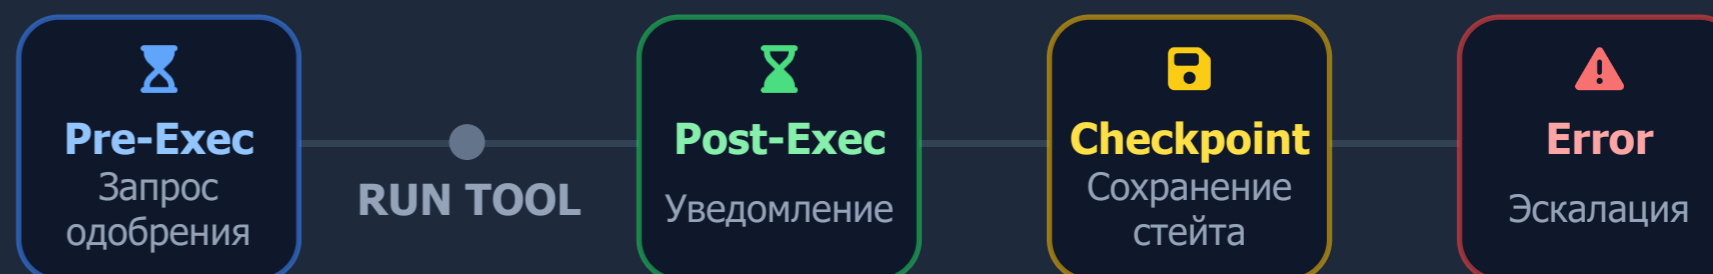 Pre-Exec
Запрос
одобрения
RUN TOOL
Post-Exec
Уведомление
Checkpoint
Сохранение
стейта
Error
Эскалация